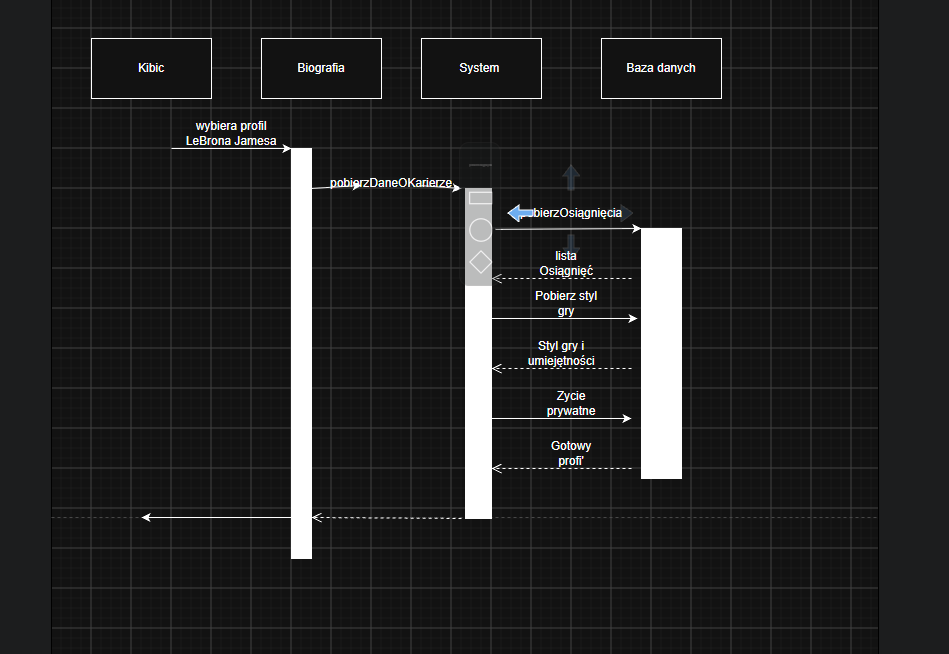 Kibic
Biografia
System
Baza danych
wybiera profil
LeBrona Jamesa
pobierzDaneOKarierze
pobierzOsiągnięcia
lista
Osiągnięć
Pobierz styl
gry
Styl gry i
umiejętności
Zycie
prywatne
Gotowy
profi'